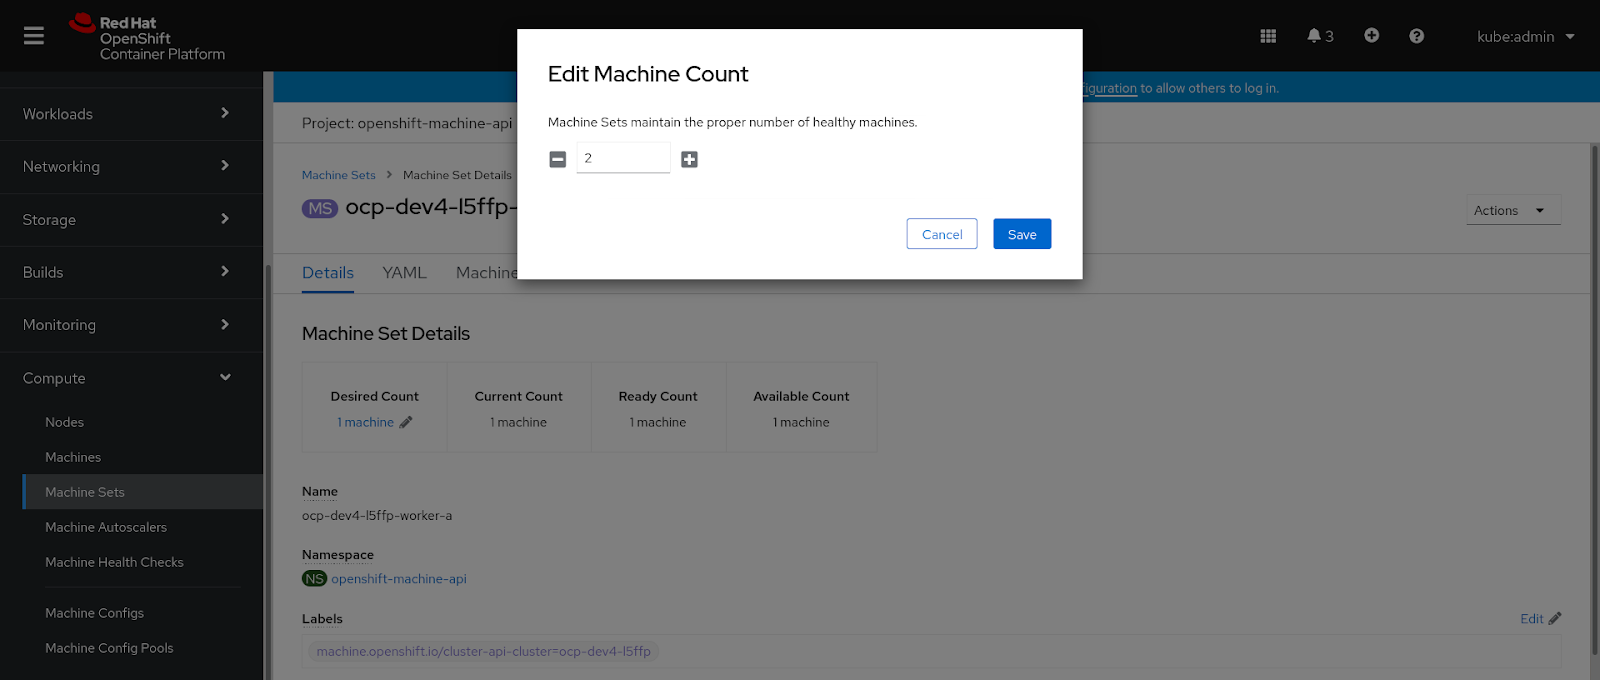 Red Hat
OpenShift
Container Platform
3
kube:admin
Workloads
Networking
Storage
Builds
Monitoring
Compute
Nodes
Machines
Machine Sets
Machine Autoscalers
Machine Health Checks
Machine Configs
Machine Config Pools
Edit Machine Count
Machine Sets maintain the proper number of healthy machines.
2
Cancel
Save
figuration to allow others to log in.
Project: openshift-machine-api
Machine Sets > Machine Set Details
MS ocp-dev4-l5ffp-
Actions
Details YAML Machine
Machine Set Details
Desired Count Current Count Ready Count Available Count
1 machine 1 machine 1 machine 1 machine
Name
ocp-dev4-l5ffp-worker-a
Namespace
NS openshift-machine-api
Labels Edit
machine.openshift.io/cluster-api-cluster=ocp-dev4-l5ffp